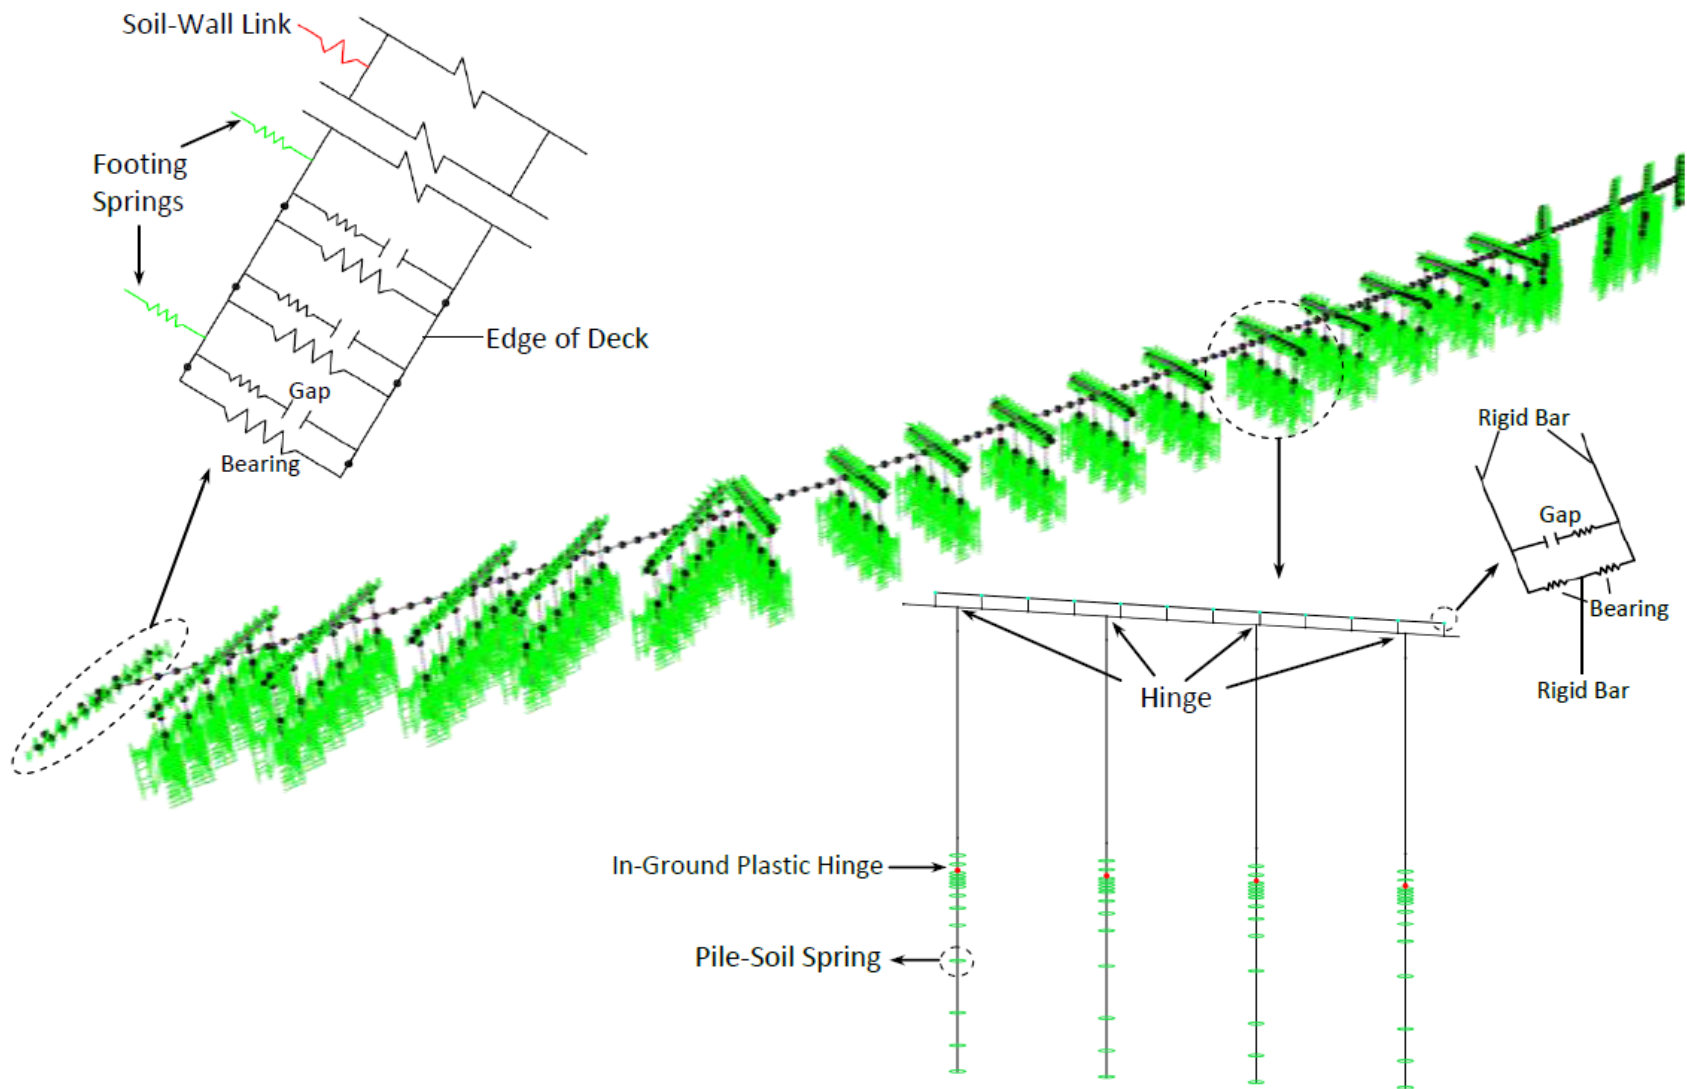 Soil-Wall Link
Footing
Springs
Edge of Deck
Gap
Bearing
Rigid Bar
Gap
Bearing
Rigid Bar
Hinge
In-Ground Plastic Hinge
Pile-Soil Spring